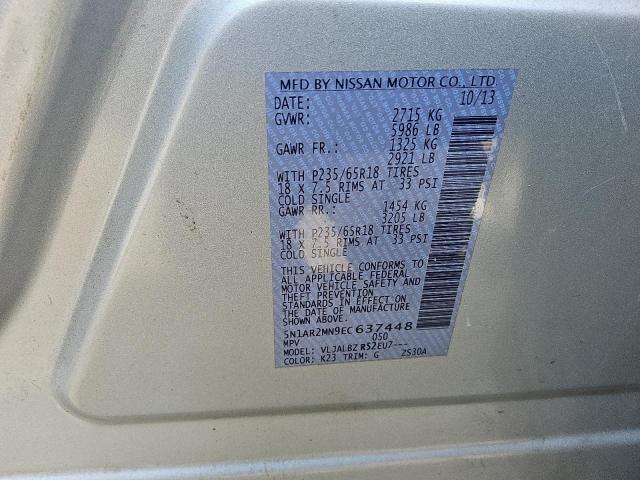 MFD BY NISSAN MOTOR CO., LTD
DATE: 10/13
GVWR: 2715 KG
5986 LB
GAWR FR.: 1325 KG
2921 LB
WITH P235/65R18 TIRES
18 X 7.5 RIMS AT 33 PSI
COLD SINGLE
GAWR RR.: 1454 KG
3205 LB
WITH P235/65R18 TIRES
18 X 7.5 RIMS AT 33 PSI
COLD SINGLE
THIS VEHICLE CONFORMS TO
ALL APPLICABLE FEDERAL
MOTOR VEHICLE SAFETY AND
THEFT PREVENTION
STANDARDS IN EFFECT ON
THE DATE OF MANUFACTURE
SHOWN ABOVE.
5N1AR2MN9EC637448
MPV 050
MODEL: VLJALBZ R52EU7---
COLOR: K23 TRIM: G ZS30A